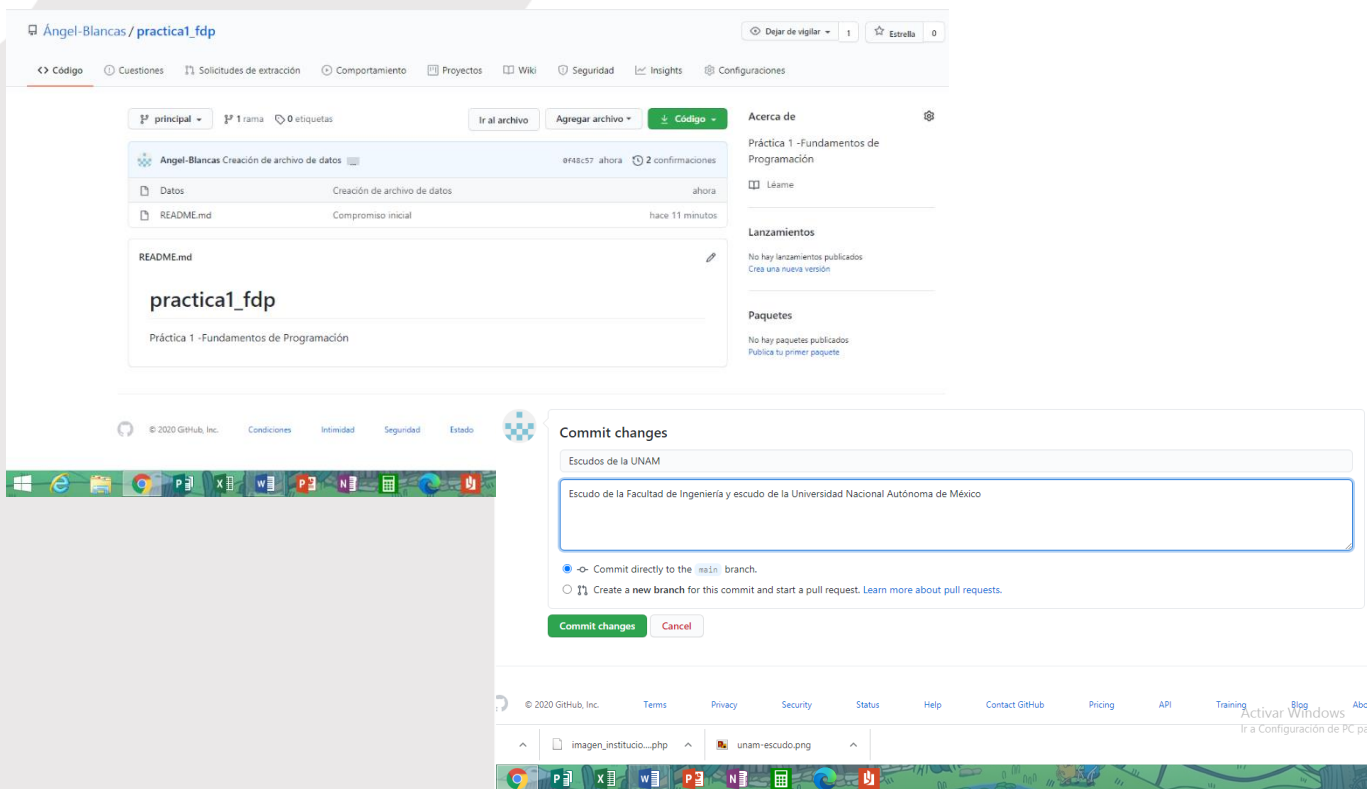 Ángel-Blancas / practica1_fdp
Dejar de vigilar 1 Estrella 0
<> Código Cuestiones Solicitudes de extracción Comportamiento Proyectos Wiki Seguridad Insights Configuraciones
principal 1 rama 0 etiquetas Ir al archivo Agregar archivo Código
Angel-Blancas Creación de archivo de datos 0f48c57 ahora 2 confirmaciones
Datos Creación de archivo de datos ahora
README.md Compromiso inicial hace 11 minutos
README.md
practica1_fdp
Práctica 1 -Fundamentos de Programación
Acerca de
Práctica 1 -Fundamentos de
Programación
Léame
Lanzamientos
No hay lanzamientos publicados
Crea una nueva versión
Paquetes
No hay paquetes publicados
Publica tu primer paquete
© 2020 GitHub, Inc. Condiciones Intimidad Seguridad Estado
Commit changes
Escudos de la UNAM
Escudo de la Facultad de Ingeniería y escudo de la Universidad Nacional Autónoma de México
Commit directly to the main branch.
Create a new branch for this commit and start a pull request. Learn more about pull requests.
Commit changes Cancel
© 2020 GitHub, Inc. Terms Privacy Security Status Help Contact GitHub Pricing API Training Blog Abo
Activar Windows
Ir a Configuración de PC pa
imagen_institucio....php unam-escudo.png